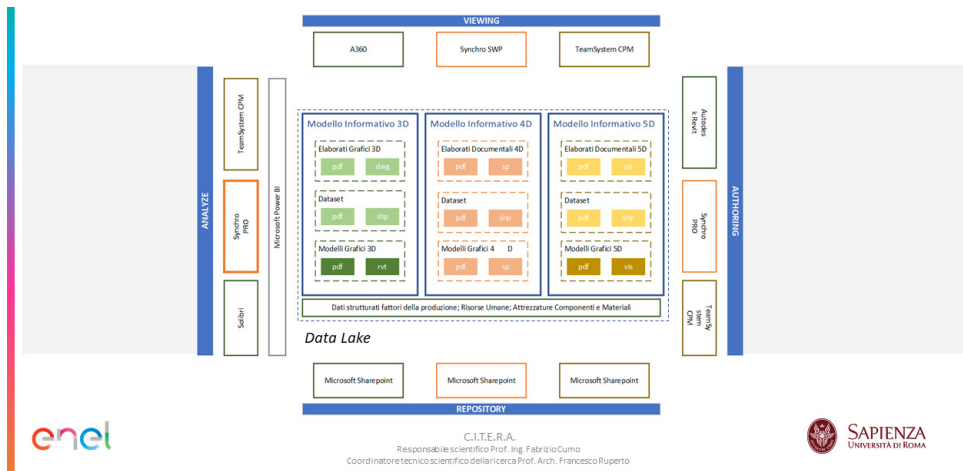 VIEWING
A360
Synchro SWP
TeamSystem CPM
ANALYZE
TeamSystem CPM
Synchro
PRO
Solibri
Microsoft Power BI
Modello Informativo 3D
Elaborati Grafici 3D
pdf
dwg
Dataset
pdf
shp
Modelli Grafici 3D
pdf
rvt
Modello Informativo 4D
Elaborati Documentali 4D
pdf
sp
Dataset
pdf
shp
Modelli Grafici 4 D
pdf
sp
Modello Informativo 5D
Elaborati Documentali 5D
pdf
Dataset
pdf
shp
Modelli Grafici 5D
pdf
vls
Dati strutturati fattori della produzione; Risorse Umane; Attrezzature Componenti e Materiali
Autodes
k Revit
Synchro
PRO
TeamSy
stem
CPM
AUTHORING
Data Lake
Microsoft Sharepoint
Microsoft Sharepoint
Microsoft Sharepoint
REPOSITORY
enel
C.I.T.E.R.A.
Responsabile scientifico Prof. Ing. Fabrizio Cumo
Coordinatore tecnico scientifico della ricerca Prof. Arch. Francesco Ruperto
SAPIENZA
UNIVERSITÀ DI ROMA